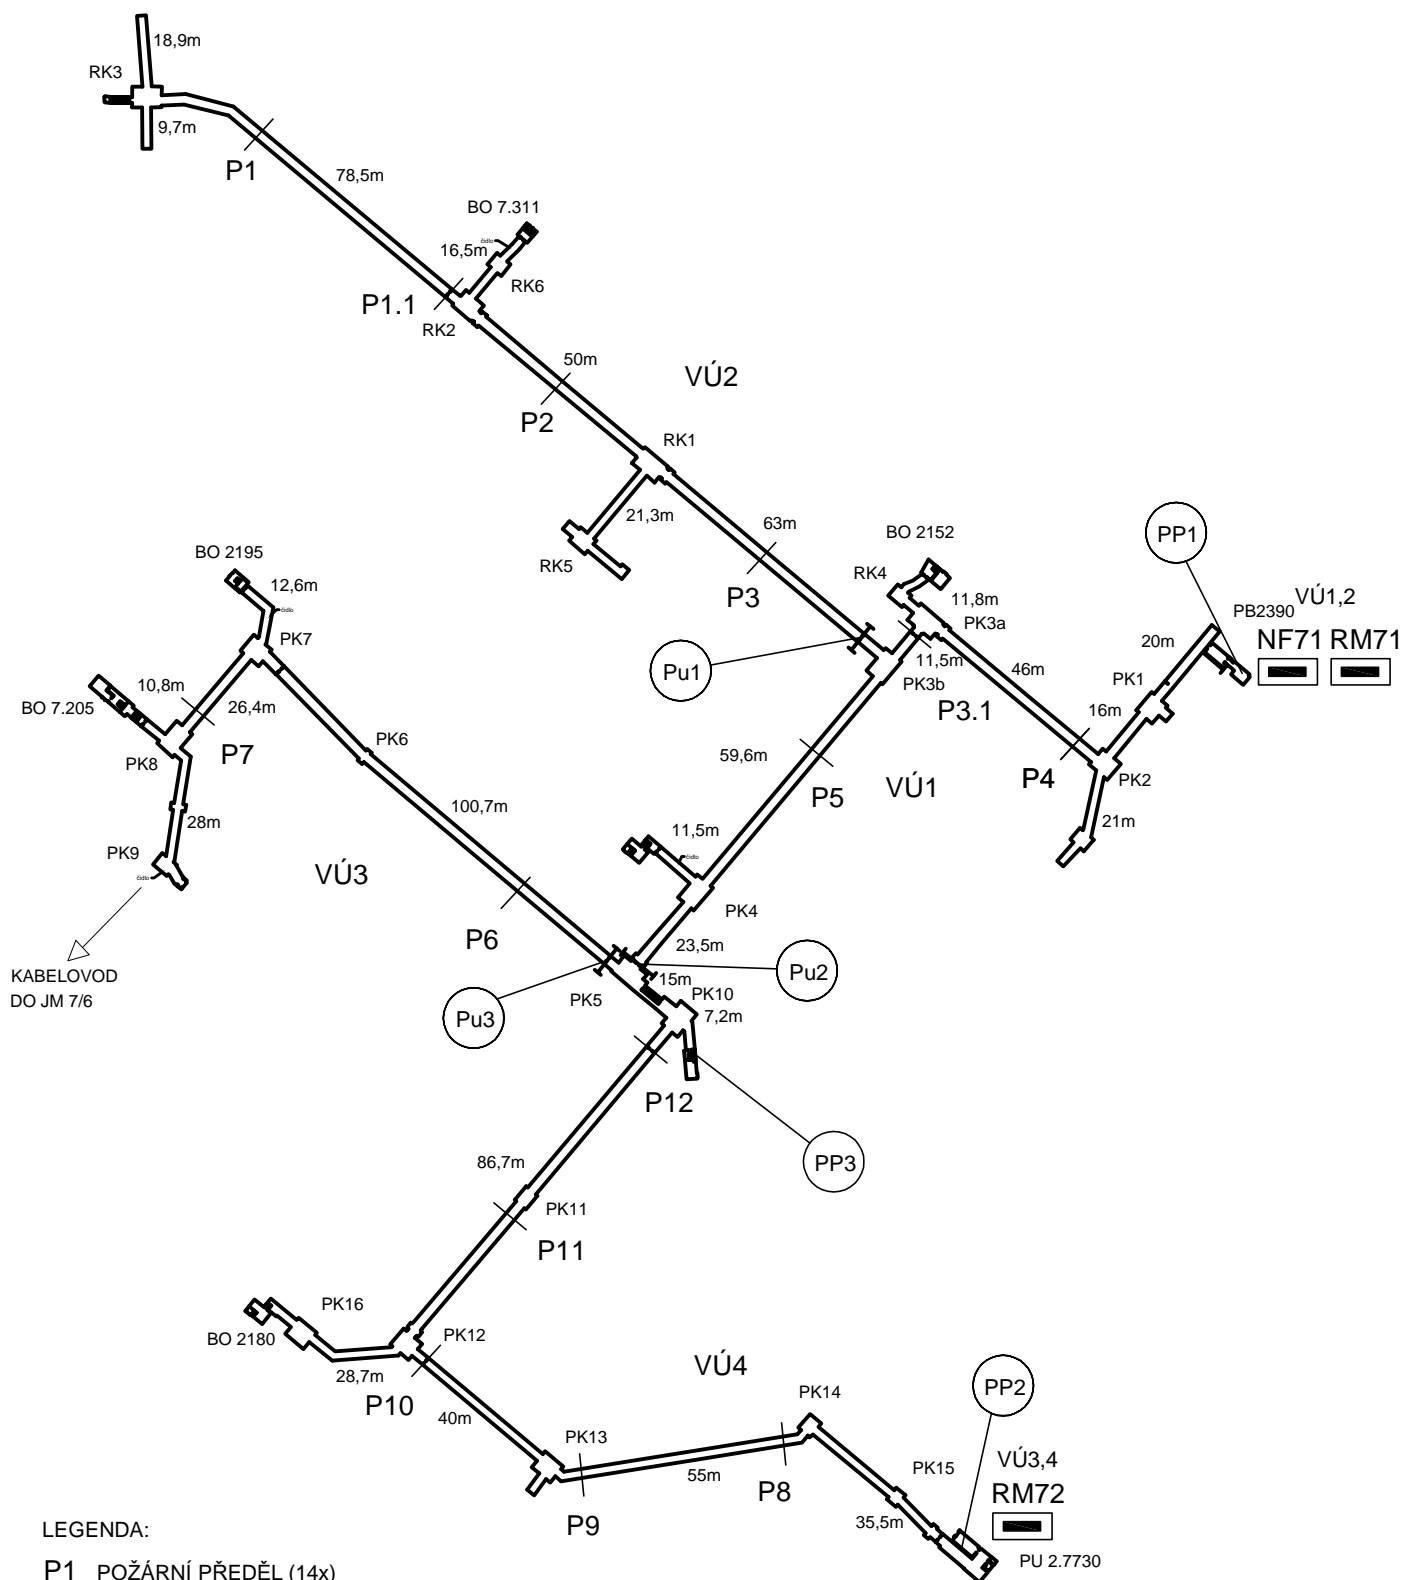 18,9m
RK3
9,7m
P1
78,5m
BO 7.311
čidlo
16,5m
RK6
P1.1
RK2
50m
VÚ2
P2
RK1
21,3m
63m
BO 2152
PP1
RK5
BO 2195
12,6m
čidlo
RK4
P3
11,8m
PK3a
PB2390
VÚ1,2
NF71 RM71
PK7
20m
11,5m
46m
Pu1
PK3b
PK1
10,8m
26,4m
BO 7.205
P3.1
16m
PK6
P7
PK8
59,6m
P5
VÚ1
P4
PK2
100,7m
28m
21m
11,5m
čidlo
PK9
čidlo
VÚ3
PK4
P6
23,5m
KABELOVOD
DO JM 7/6
15m
Pu2
PK5
PK10
7,2m
Pu3
P12
86,7m
PP3
PK11
P11
PK16
BO 2180
PK12
28,7m
P10
40m
VÚ4
PK14
PP2
PK13
55m
P8
PK15
VÚ3,4
RM72
35,5m
P9
PU 2.7730
LEGENDA:
P1 POŽÁRNÍ PŘEDĚL (14x)